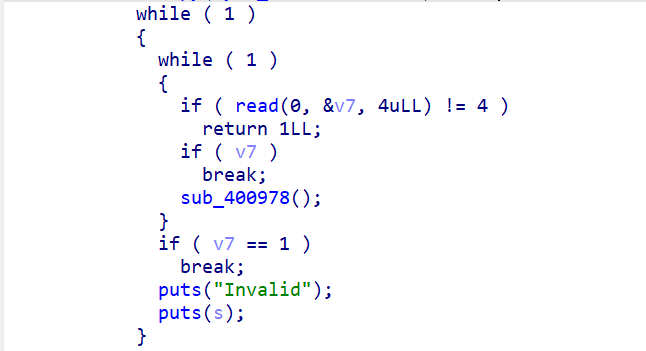 while ( 1 )
{
while ( 1 )
{
if ( read(0, &v7, 4uLL) != 4 )
return 1LL;
if ( v7 )
break;
sub_400978();
}
if ( v7 == 1 )
break;
puts("Invalid");
puts(s);
}